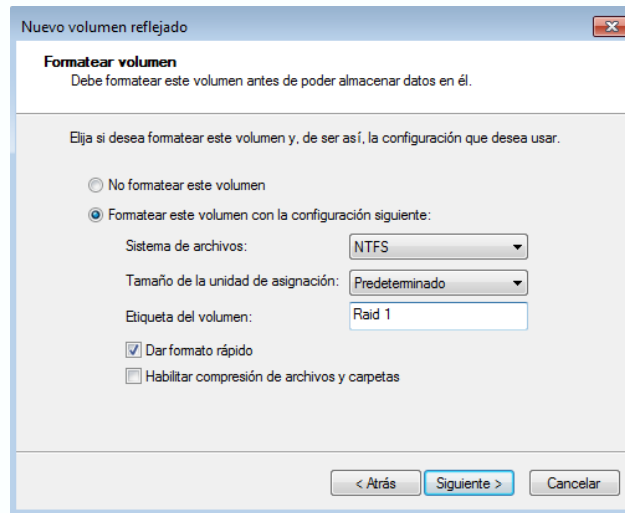 Nuevo volumen reflejado
Formatear volumen
Debe formatear este volumen antes de poder almacenar datos en él.
Elija si desea formatear este volumen y, de ser así, la configuración que desea usar.
No formatear este volumen
Formatear este volumen con la configuración siguiente:
Sistema de archivos: NTFS
Tamaño de la unidad de asignación: Predeterminado
Etiqueta del volumen: Raid 1
Dar formato rápido
Habilitar compresión de archivos y carpetas
< Atrás Siguiente > Cancelar